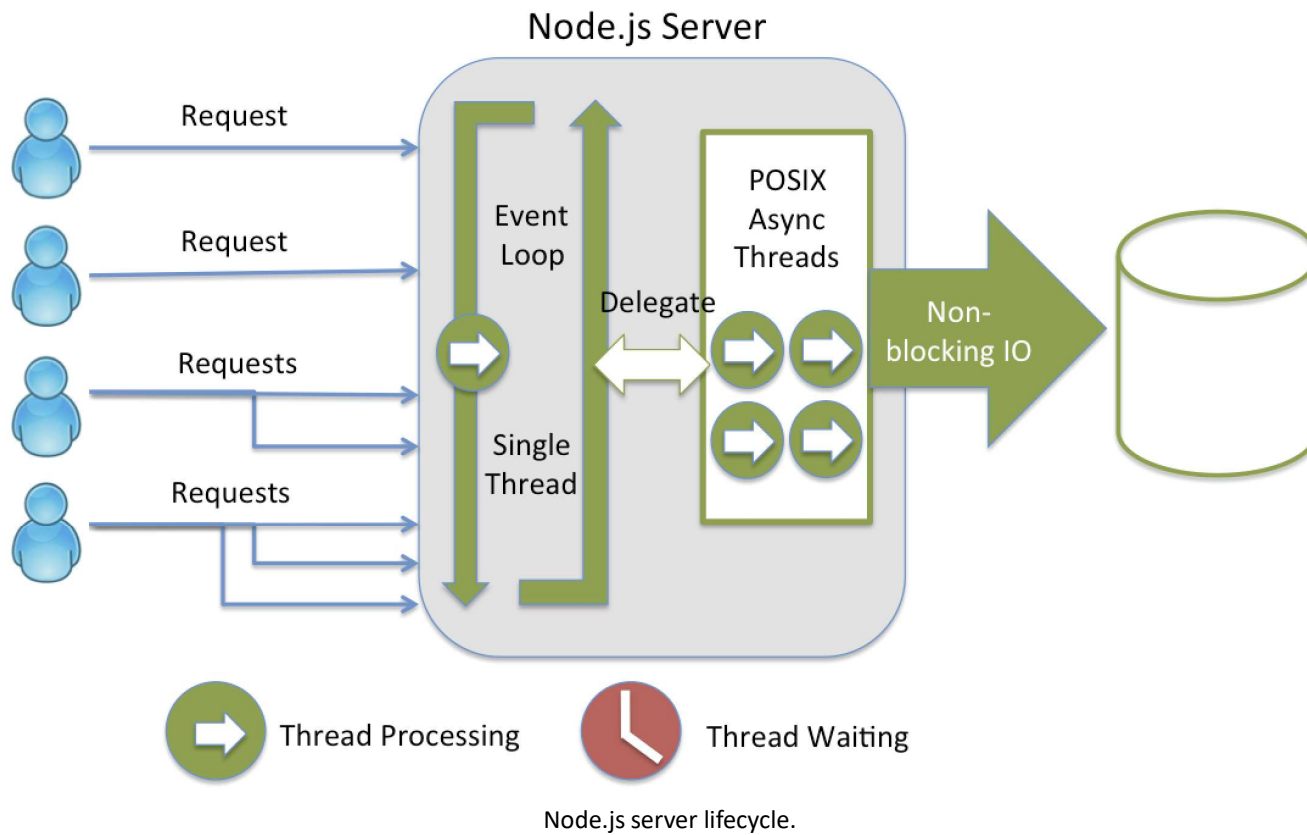 Node.js Server
Request
Request
Requests
Requests
Event
Loop
Single
Thread
Delegate
POSIX
Async
Threads
Non-
blocking IO
Thread Processing
Thread Waiting
Node.js server lifecycle.